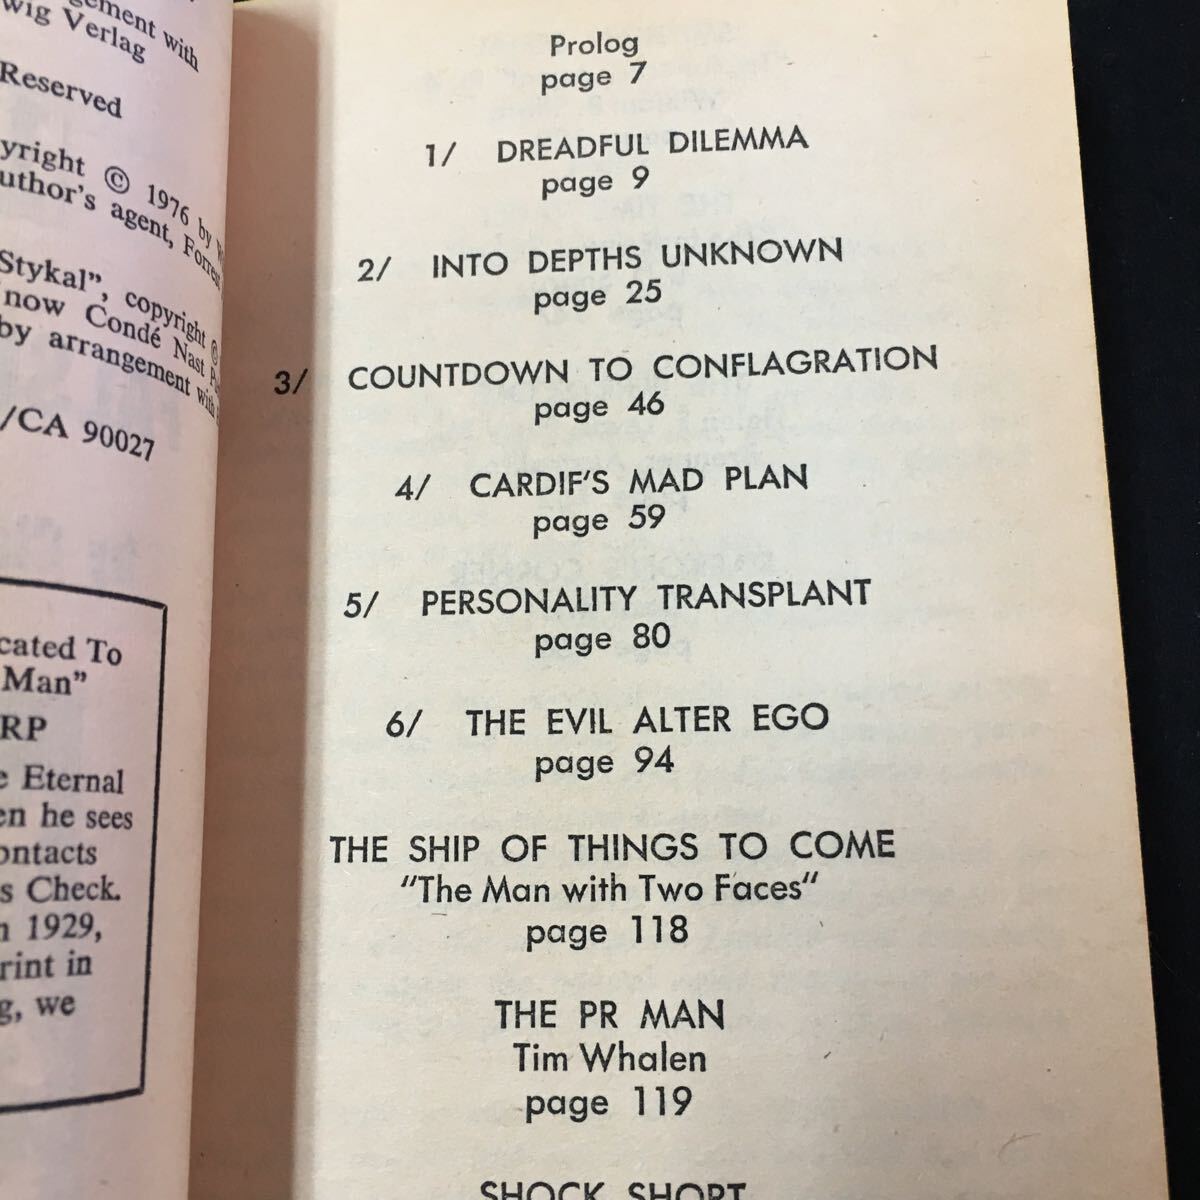 gement with
wig Verlag
Reserved
yright © 1976 by
uthor's agent, Forrest
Stykal", copyright ©
now Condé Nast
by arrangement with
/CA 90027
cated To
Man"
RP
e Eternal
en he sees
ontacts
s Check.
n 1929,
rint in
g, we
Prolog
page 7
1/ DREADFUL DILEMMA
page 9
2/ INTO DEPTHS UNKNOWN
page 25
3/ COUNTDOWN TO CONFLAGRATION
page 46
4/ CARDIF'S MAD PLAN
page 59
5/ PERSONALITY TRANSPLANT
page 80
6/ THE EVIL ALTER EGO
page 94
THE SHIP OF THINGS TO COME
"The Man with Two Faces"
page 118
THE PR MAN
Tim Whalen
page 119
SHOCK SHORT